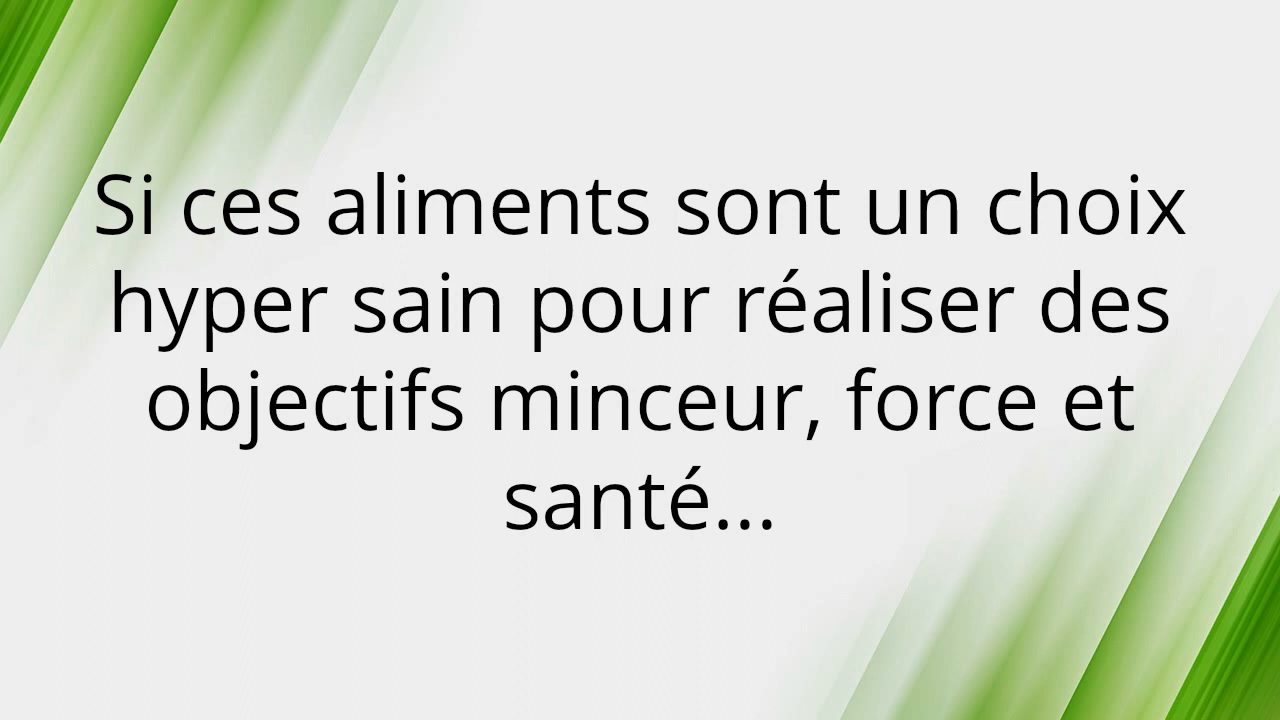 Si ces aliments sont un choix
hyper sain pour réaliser des
objectifs minceur, force et
santé...